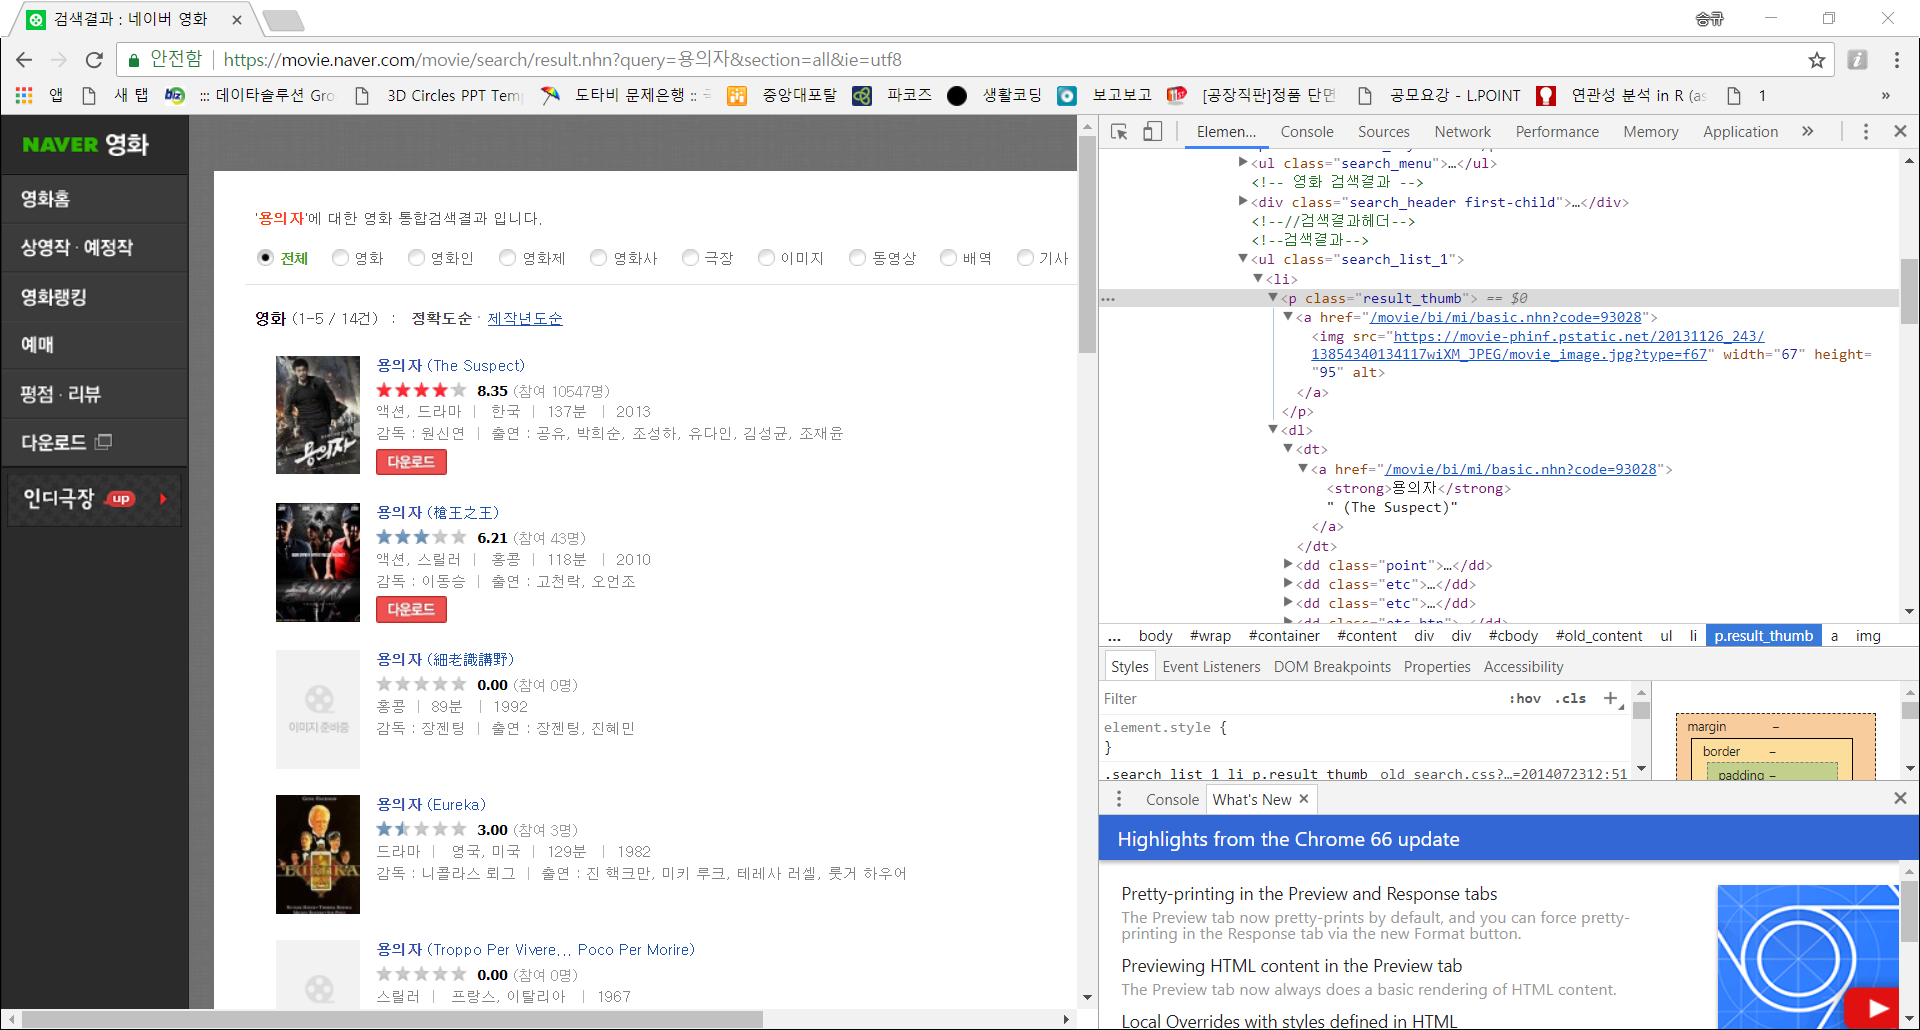 검색결과 : 네이버 영화
송규
안전함 https://movie.naver.com/movie/search/result.nhn?query=용의자&section=all&ie=utf8
앱 새 탭 ::: 데이타솔루션 Gro 3D Circles PPT Temp 도타비 문제은행 :: 중앙대포탈 파코즈 생활코딩 보고보고 [공장직판]정품 단면 공모요강 - L.POINT 연관성 분석 in R (as 1 »
NAVER 영화
영화홈
상영작 · 예정작
영화랭킹
예매
평점 · 리뷰
다운로드
인디극장 up
'용의자'에 대한 영화 통합검색결과 입니다.
전체 영화 영화인 영화제 영화사 극장 이미지 동영상 배역 기사
영화 (1-5 / 14건) : 정확도순 · 제작년도순
용의자 (The Suspect)
8.35 (참여 10547명)
액션, 드라마 | 한국 | 137분 | 2013
감독 : 원신연 | 출연 : 공유, 박희순, 조성하, 유다인, 김성균, 조재윤
다운로드
용의자
용의자 (槍王之王)
6.21 (참여 43명)
액션, 스릴러 | 홍콩 | 118분 | 2010
감독 : 이동승 | 출연 : 고천락, 오언조
다운로드
용의자 (細老識講野)
0.00 (참여 0명)
홍콩 | 89분 | 1992
감독 : 장젠팅 | 출연 : 장젠팅, 진혜민
이미지 준비중
용의자 (Eureka)
3.00 (참여 3명)
드라마 | 영국, 미국 | 129분 | 1982
감독 : 니콜라스 뢰그 | 출연 : 진 핵크만, 미키 루크, 테레사 러셀, 룻거 하우어
EUREKA
용의자 (Troppo Per Vivere... Poco Per Morire)
0.00 (참여 0명)
스릴러 | 프랑스, 이탈리아 | 1967
Elemen... Console Sources Network Performance Memory Application »
<ul class="search_menu">…</ul>
<!-- 영화 검색결과 -->
<div class="search_header first-child">…</div>
<!--//검색결과헤더-->
<!--검색결과-->
<ul class="search_list_1">
<li>
<p class="result_thumb"> == $0
<a href="/movie/bi/mi/basic.nhn?code=93028">
<img src="https://movie-phinf.pstatic.net/20131126_243/
13854340134117wiXM_JPEG/movie_image.jpg?type=f67" width="67" height=
"95" alt>
</a>
</p>
<dl>
<dt>
<a href="/movie/bi/mi/basic.nhn?code=93028">
<strong>용의자</strong>
" (The Suspect)"
</a>
</dt>
<dd class="point">…</dd>
<dd class="etc">…</dd>
<dd class="etc">…</dd>
<dd class="etc btn">…</dd>
... body #wrap #container #content div div #cbody #old_content ul li p.result_thumb a img
Styles Event Listeners DOM Breakpoints Properties Accessibility
Filter :hov .cls +
element.style {
}
.search_list_1 li p.result_thumb old_search.css?…=2014072312:51
margin –
border –
padding –
Console What's New
Highlights from the Chrome 66 update
Pretty-printing in the Preview and Response tabs
The Preview tab now pretty-prints by default, and you can force pretty-
printing in the Response tab via the new Format button.
Previewing HTML content in the Preview tab
The Preview tab now always does a basic rendering of HTML content.
Local Overrides with styles defined in HTML